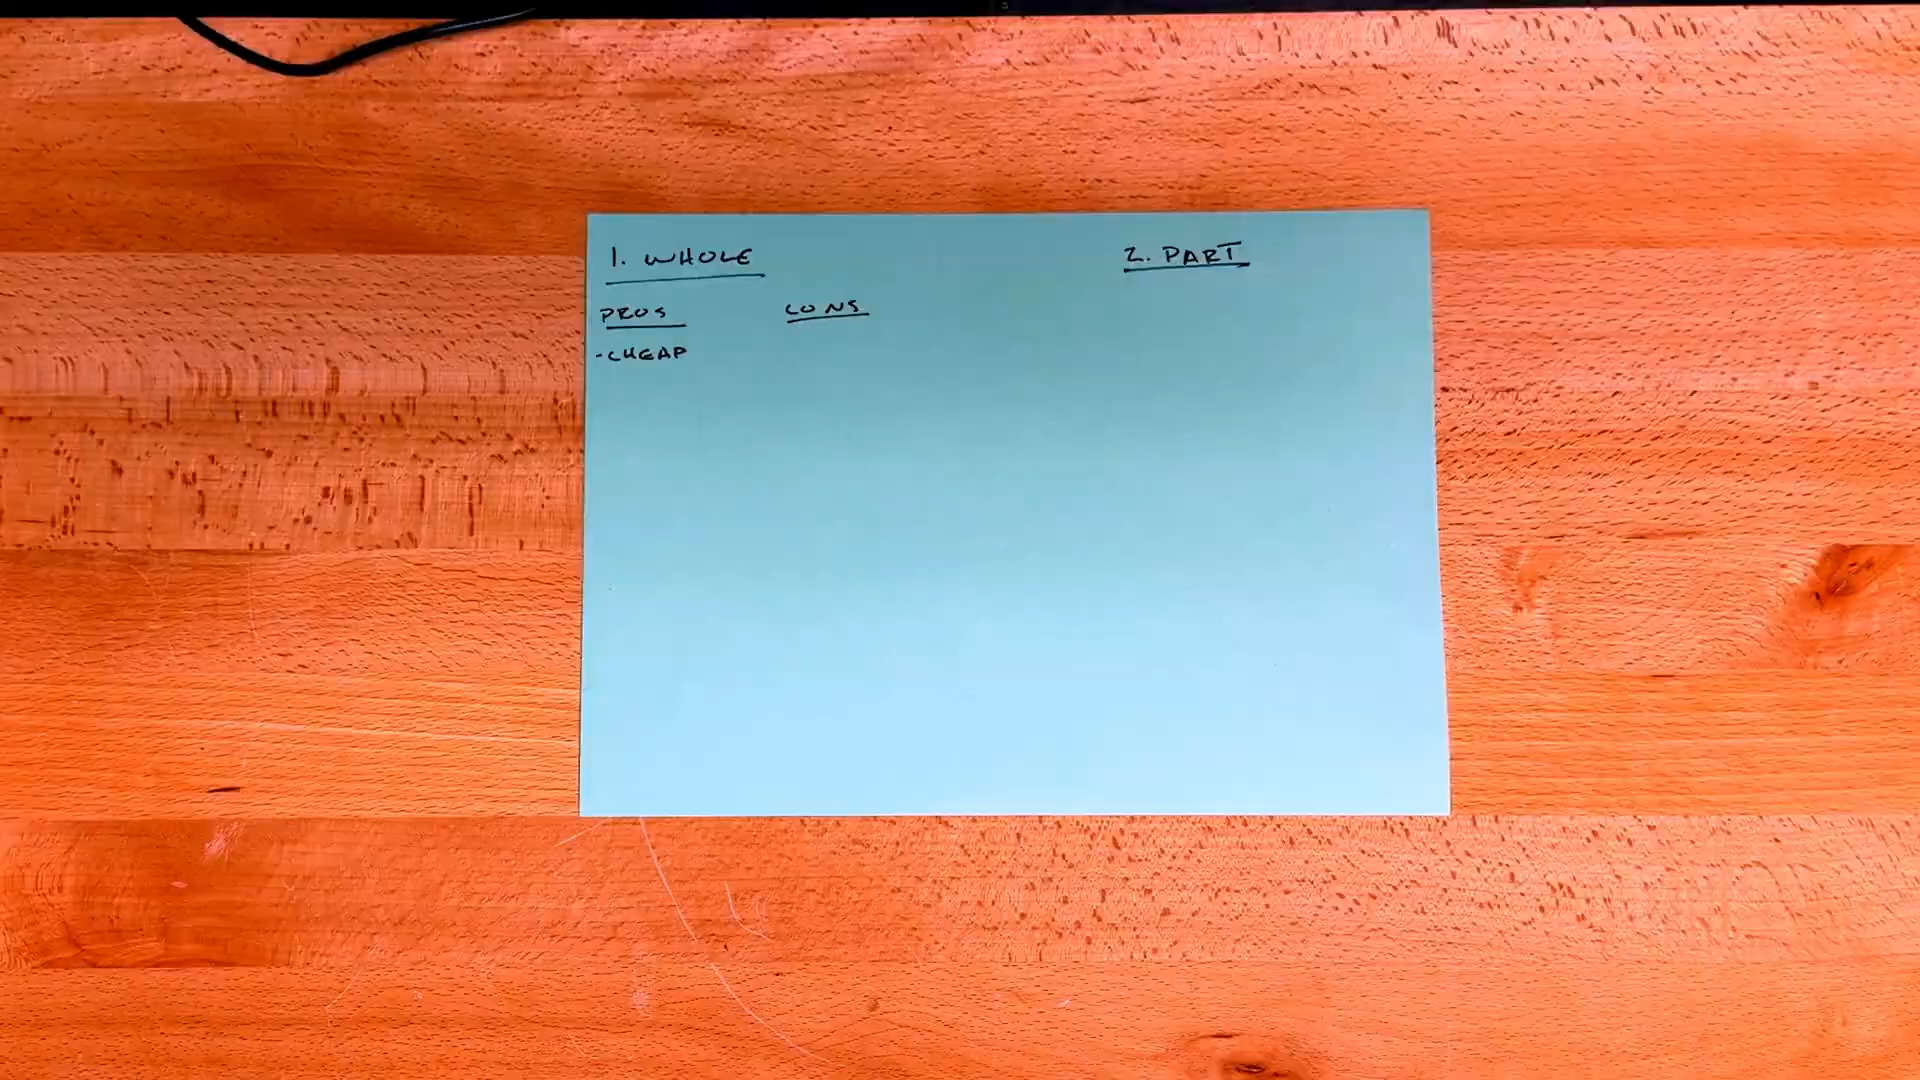 1. WHOLE
2. PART
PROS
CONS
-CHEAP